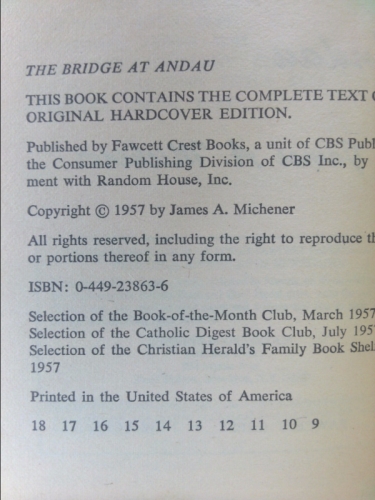 THE BRIDGE AT ANDAU
THIS BOOK CONTAINS THE COMPLETE TEXT
ORIGINAL HARDCOVER EDITION.
Published by Fawcett Crest Books, a unit of CBS
the Consumer Publishing Division of CBS Inc., by
ment with Random House, Inc.
Copyright © 1957 by James A. Michener
All rights reserved, including the right to reproduce
or portions thereof in any form.
ISBN: 0-449-23863-6
Selection of the Book-of-the-Month Club, March 1957
Selection of the Catholic Digest Book Club, July
Selection of the Christian Herald's Family Book
1957
Printed in the United States of America
18 17 16 15 14 13 12 11 10 9